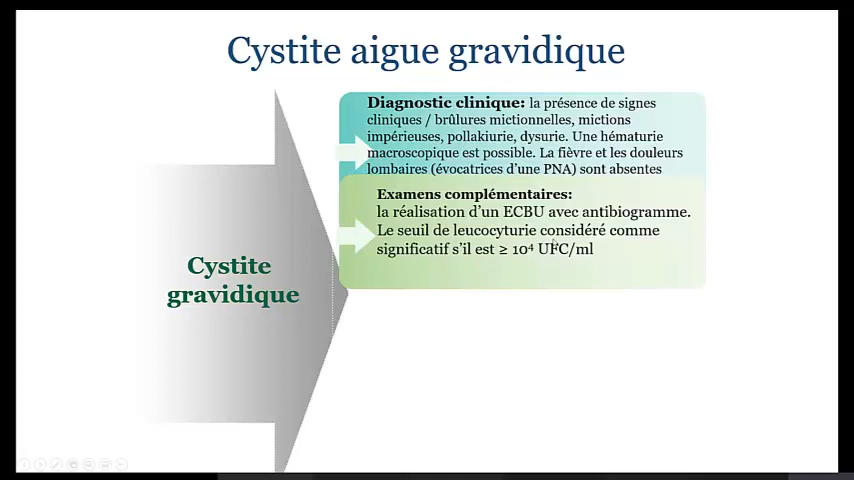 Cystite aigue gravidique
Diagnostic clinique: la présence de signes
cliniques / brûlures mictionnelles, mictions
impérieuses, pollakiurie, dysurie. Une hématurie
macroscopique est possible. La fièvre et les douleurs
lombaires (évocatrices d'une PNA) sont absentes
Examens complémentaires:
la réalisation d'un ECBU avec antibiogramme.
Le seuil de leucocyturie considéré comme
significatif s'il est ≥ 10⁴ UFC/ml
Cystite
gravidique